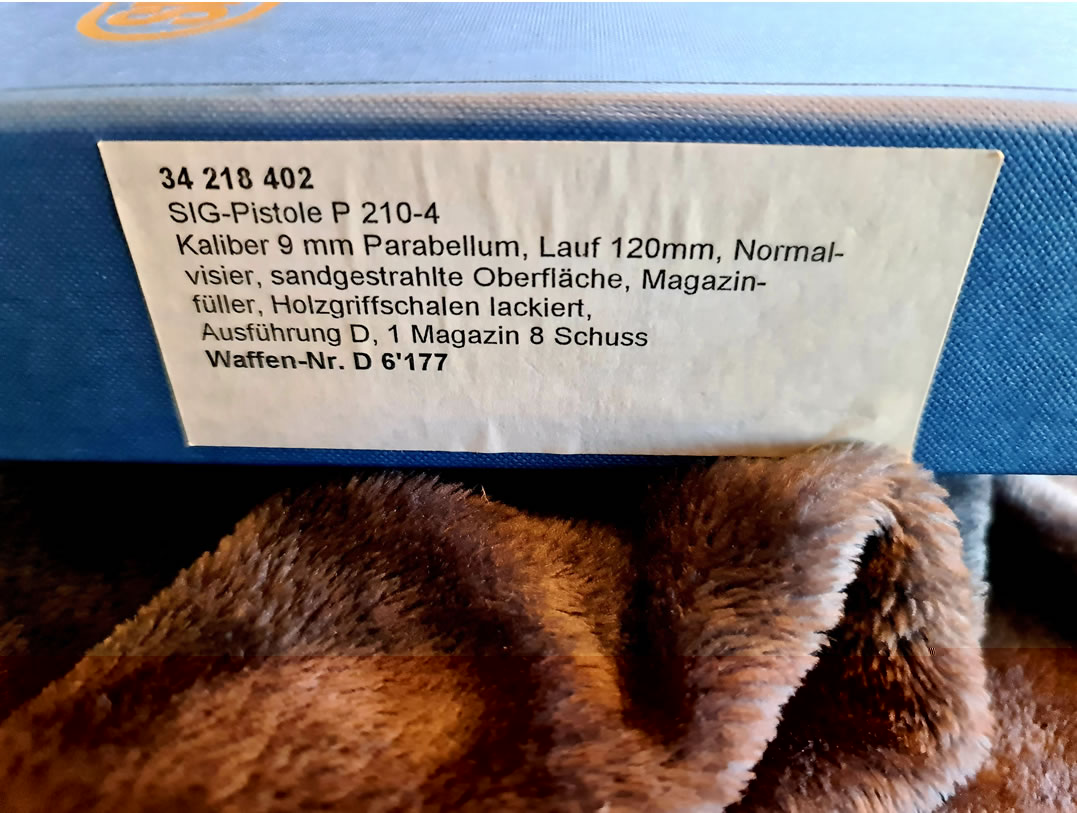 34 218 402
SIG-Pistole P 210-4
Kaliber 9 mm Parabellum, Lauf 120mm, Normal-
visier, sandgestrahlte Oberfläche, Magazin-
füller, Holzgriffschalen lackiert,
Ausführung D, 1 Magazin 8 Schuss
Waffen-Nr. D 6'177